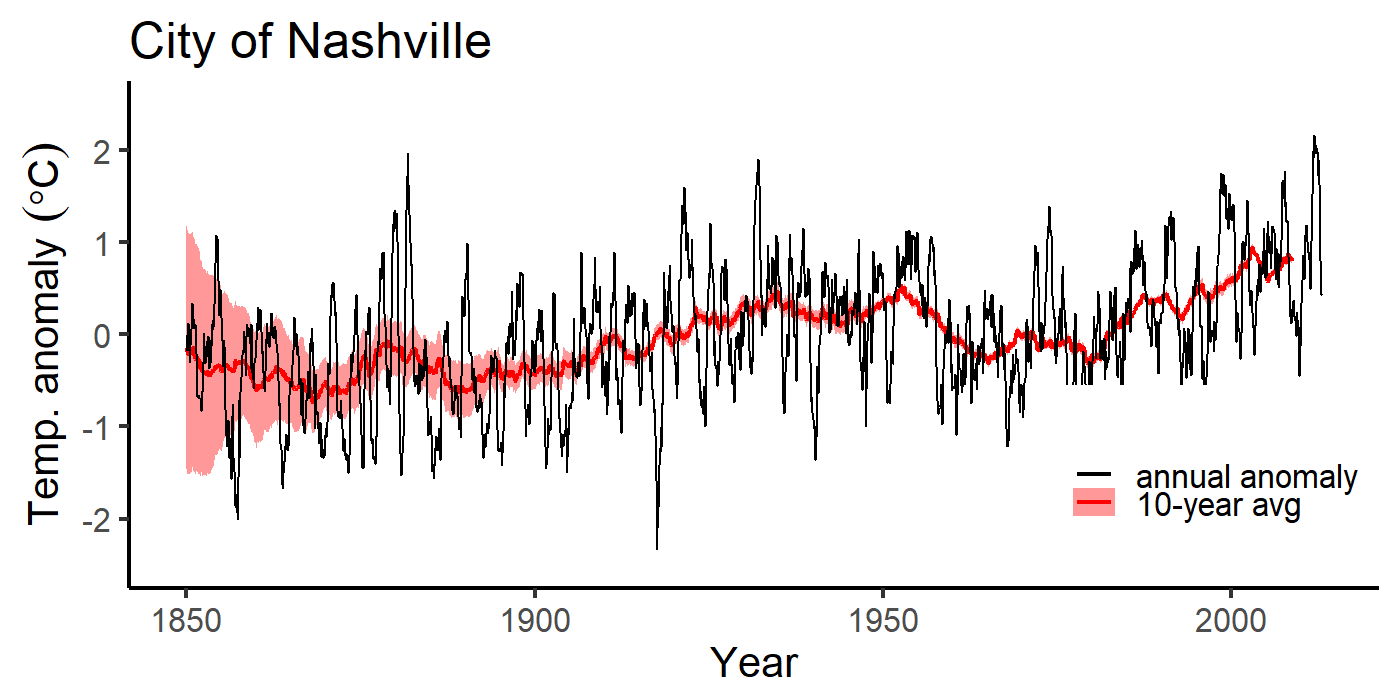 City of Nashville
Temp. anomaly (°C)
2
1
0
-1
-2
annual anomaly
10-year avg
1850
1900
1950
2000
Year